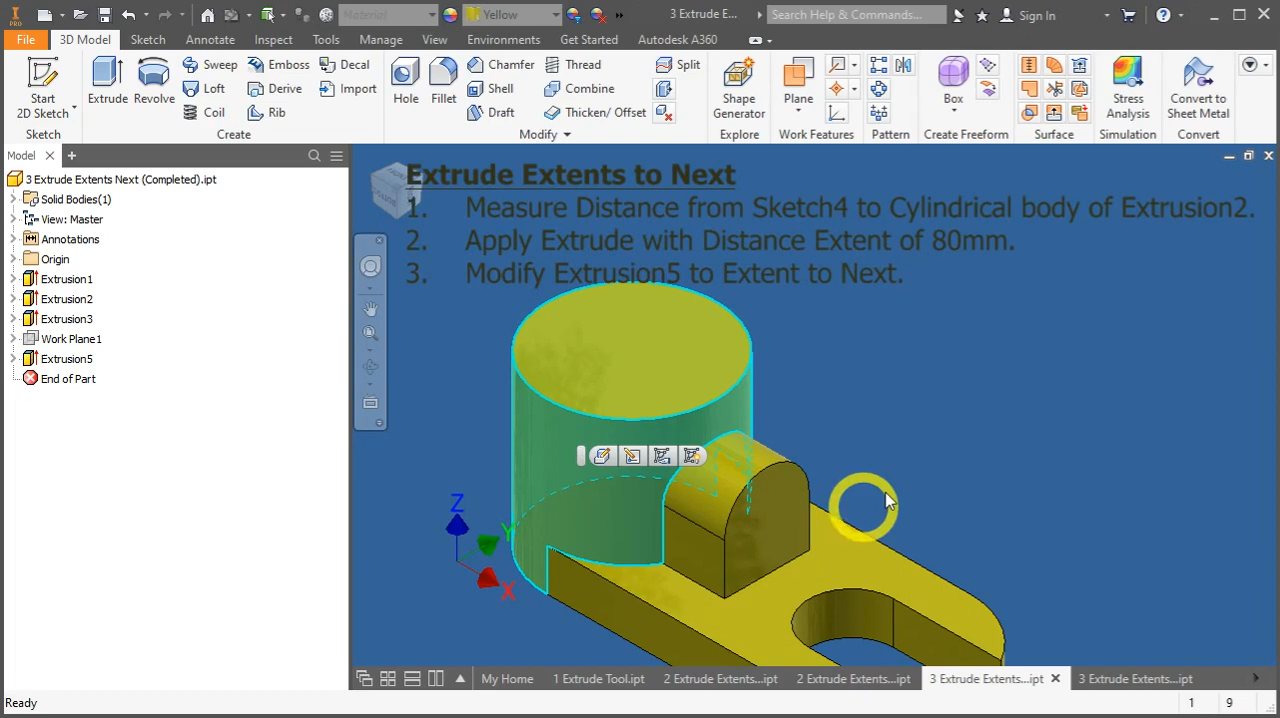 PRO
Material
Yellow
3 Extrude E...
Search Help & Commands...
Sign In
File
3D Model
Sketch
Annotate
Inspect
Tools
Manage
View
Environments
Get Started
Autodesk A360
Start
2D Sketch
Sketch
Extrude
Revolve
Sweep
Loft
Coil
Emboss
Derive
Rib
Decal
Import
Create
Hole
Fillet
Chamfer
Shell
Draft
Thread
Combine
Thicken/ Offset
Split
Modify
Shape
Generator
Explore
Plane
Work Features
Pattern
Box
Create Freeform
Surface
Stress
Analysis
Simulation
Convert to
Sheet Metal
Convert
Model
3 Extrude Extents Next (Completed).ipt
Solid Bodies(1)
View: Master
Annotations
Origin
Extrusion1
Extrusion2
Extrusion3
Work Plane1
Extrusion5
End of Part
Extrude Extents to Next
1. Measure Distance from Sketch4 to Cylindrical body of Extrusion2.
2. Apply Extrude with Distance Extent of 80mm.
3. Modify Extrusion5 to Extent to Next.
Z
Y
X
My Home
1 Extrude Tool.ipt
2 Extrude Extents...ipt
2 Extrude Extents...ipt
3 Extrude Extents...ipt
3 Extrude Extents...ipt
Ready
1
9